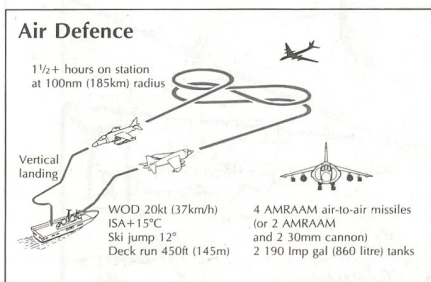 Air Defence
1½+ hours on station
at 100nm (185km) radius
Vertical
landing
WOD 20kt (37km/h)
ISA+15°C
Ski jump 12°
Deck run 450ft (145m)
4 AMRAAM air-to-air missiles
(or 2 AMRAAM
and 2 30mm cannon)
2 190 Imp gal (860 litre) tanks